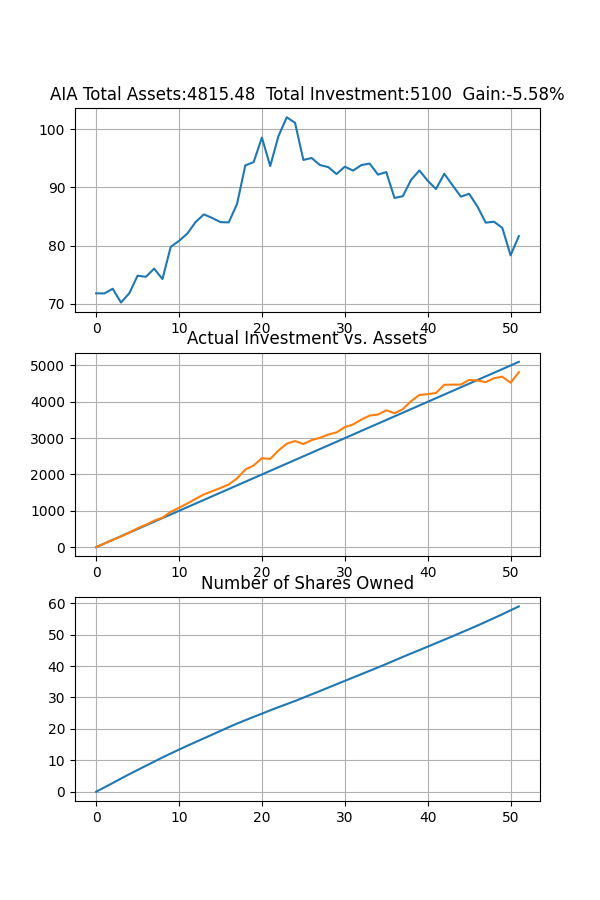 AIA Total Assets:4815.48  Total Investment:5100  Gain:-5.58%
100
90
80
70
0 10 20 30 40 50
Actual Investment vs. Assets
5000
4000
3000
2000
1000
0
0 10 20 30 40 50
Number of Shares Owned
60
50
40
30
20
10
0
0 10 20 30 40 50